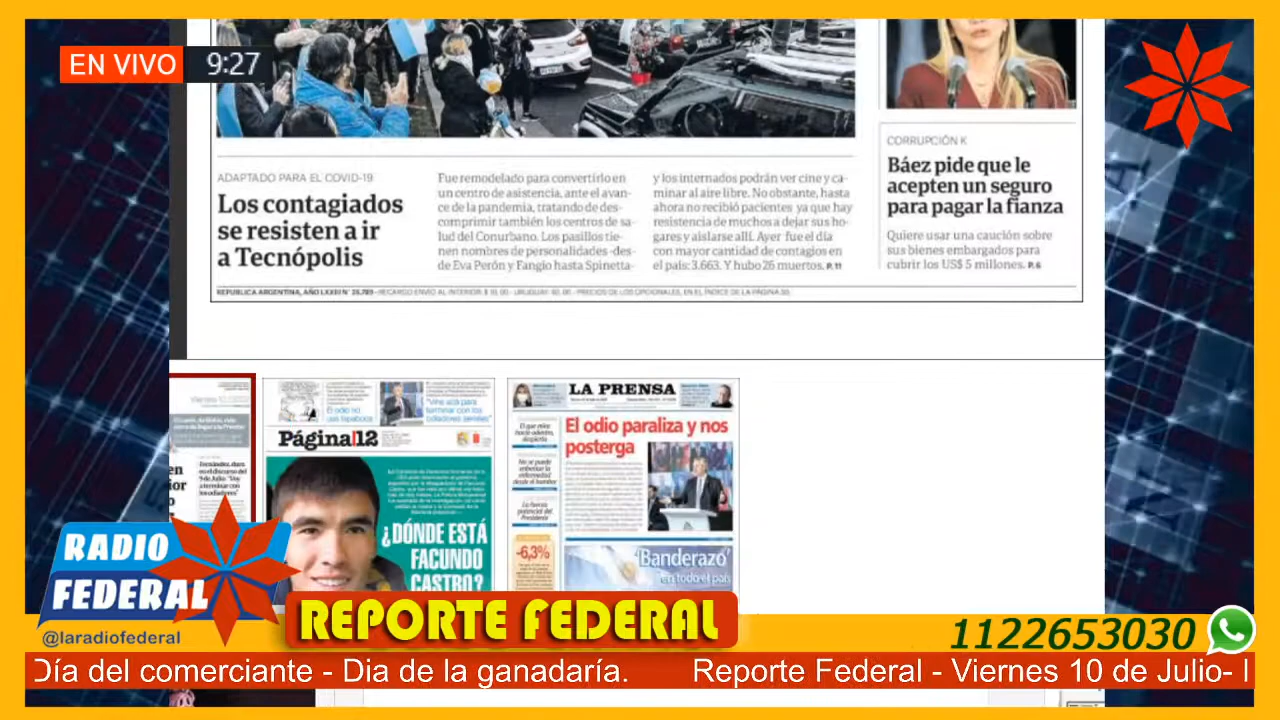 EN VIVO 9:27
CORRUPCIÓN K
Báez pide que le
acepten un seguro
para pagar la fianza
Quiere usar una caución sobre
sus bienes embargados para
cubrir los US$ 5 millones. P.6
ADAPTADO PARA EL COVID-19
Los contagiados
se resisten a ir
a Tecnópolis
Fue remodelado para convertirlo en
un centro de asistencia, ante el avan-
ce de la pandemia, tratando de des-
comprimir también los centros de sa-
lud del Conurbano. Los pasillos tie-
nen nombres de personalidades -des-
de Eva Perón y Fangio hasta Spinetta-
y los internados podrán ver cine y ca-
minar al aire libre. No obstante, hasta
ahora no recibió pacientes ya que hay
resistencia de muchos a dejar sus ho-
gares y aislarse allí. Ayer fue el día
con mayor cantidad de contagios en
el país: 3.663. Y hubo 26 muertos. P.11
Página|12
¿DÓNDE ESTÁ
FACUNDO
CASTRO?
LA PRENSA
El odio paraliza y nos
posterga
-6,3%
'Banderazo'
en todo el país
RADIO
FEDERAL
@laradiofederal
REPORTE FEDERAL
1122653030
Día del comerciante - Dia de la ganadaría. Reporte Federal - Viernes 10 de Julio-